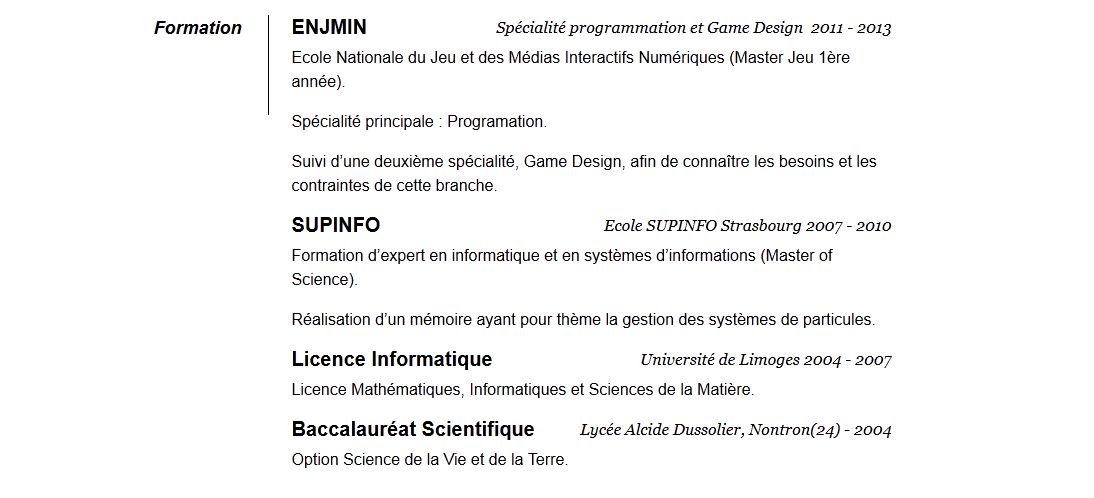 Formation
ENJMIN Spécialité programmation et Game Design 2011 - 2013
Ecole Nationale du Jeu et des Médias Interactifs Numériques (Master Jeu 1ère
année).
Spécialité principale : Programation.
Suivi d’une deuxième spécialité, Game Design, afin de connaître les besoins et les
contraintes de cette branche.
SUPINFO Ecole SUPINFO Strasbourg 2007 - 2010
Formation d’expert en informatique et en systèmes d’informations (Master of
Science).
Réalisation d’un mémoire ayant pour thème la gestion des systèmes de particules.
Licence Informatique Université de Limoges 2004 - 2007
Licence Mathématiques, Informatiques et Sciences de la Matière.
Baccalauréat Scientifique Lycée Alcide Dussolier, Nontron(24) - 2004
Option Science de la Vie et de la Terre.